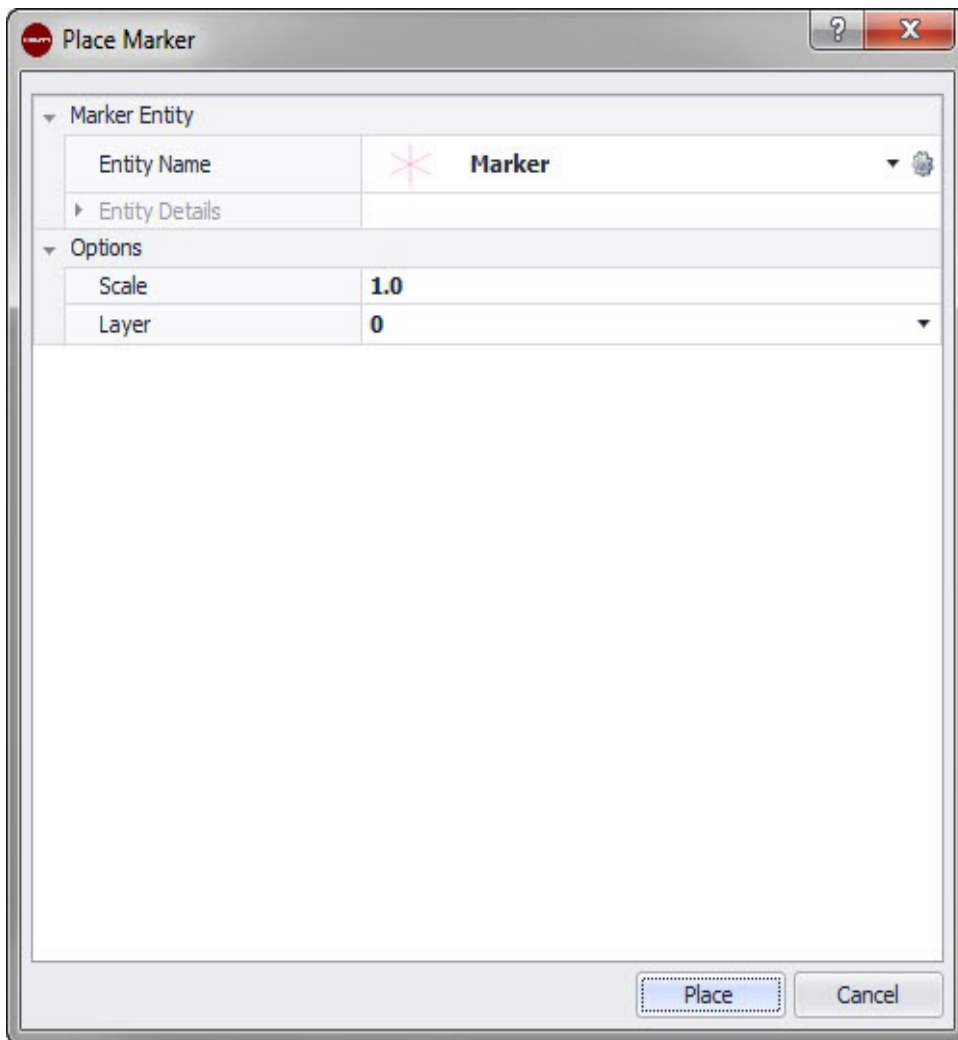 Place Marker
?
X
Marker Entity
Entity Name Marker
Entity Details
Options
Scale 1.0
Layer 0
Place Cancel